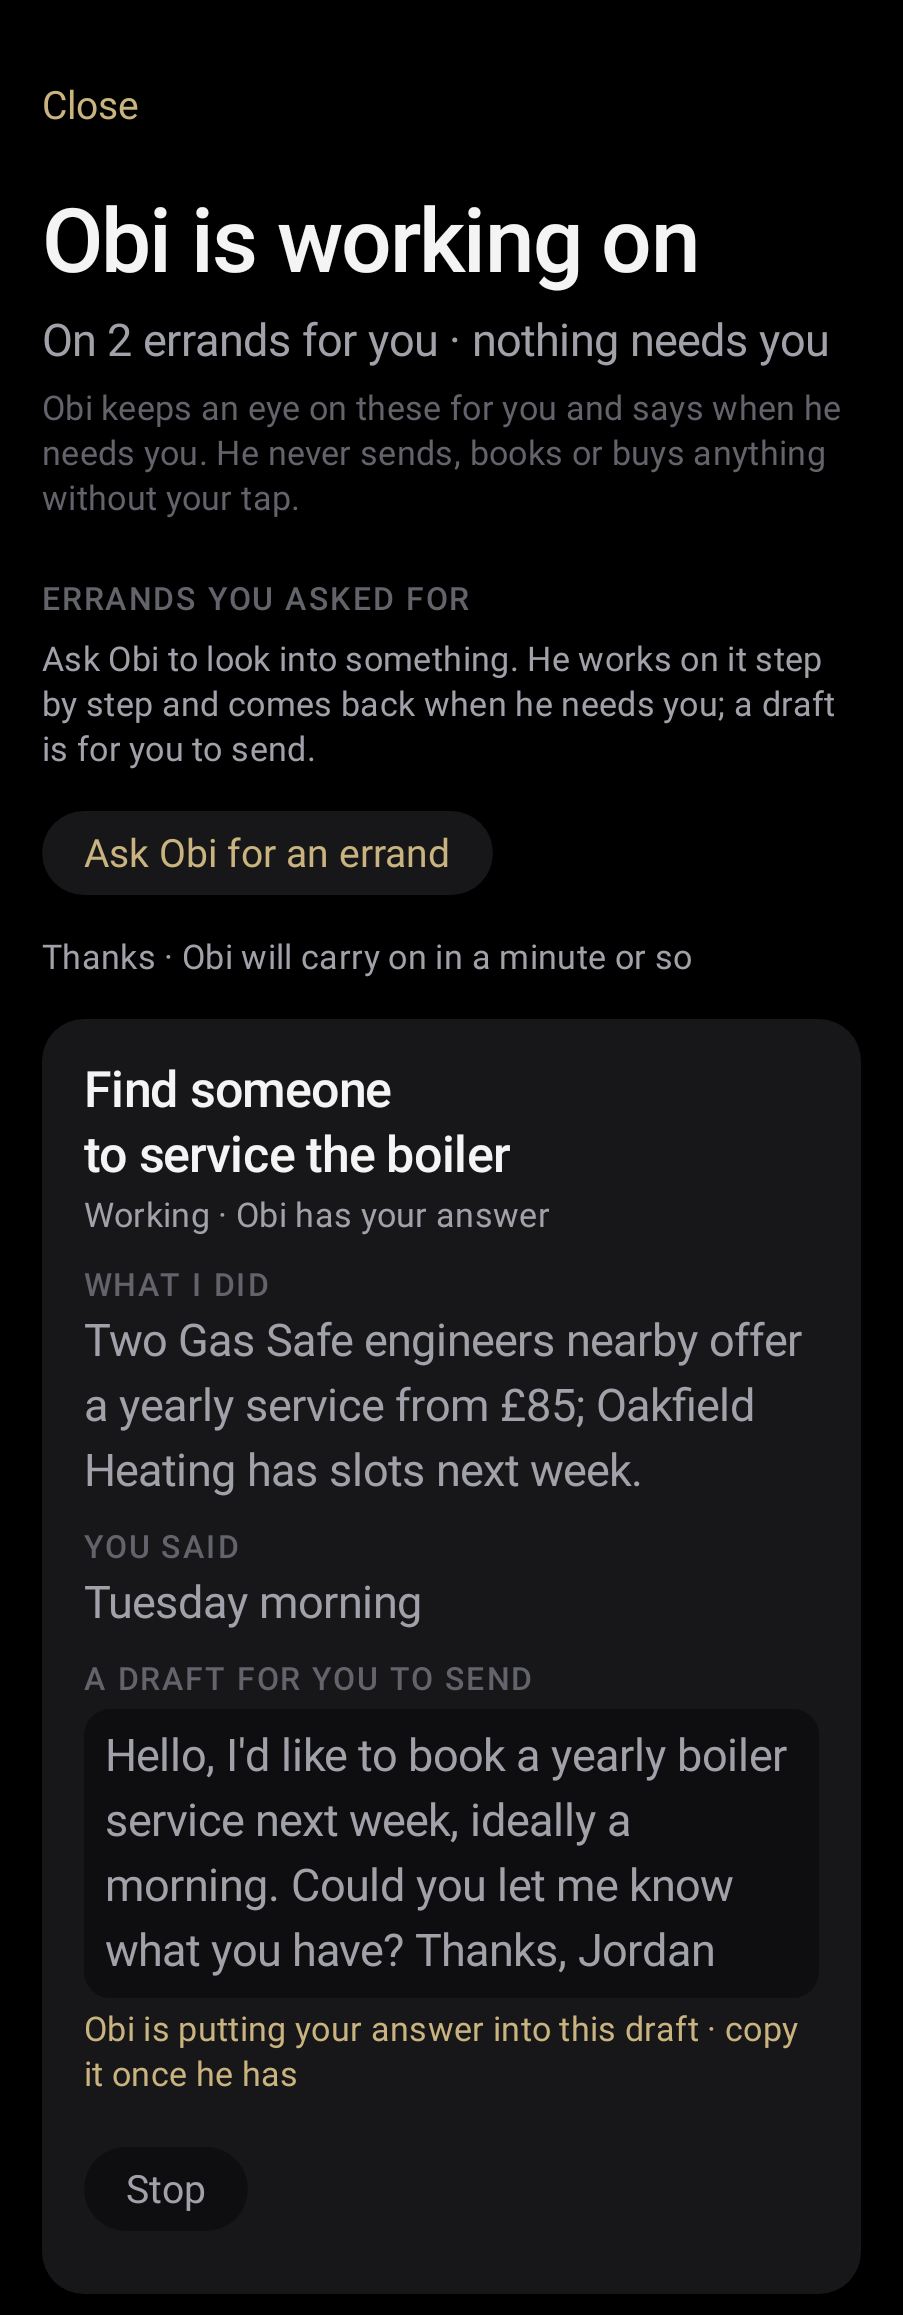 Close
Obi is working on
On 2 errands for you · nothing needs you
Obi keeps an eye on these for you and says when he
needs you. He never sends, books or buys anything
without your tap.
ERRANDS YOU ASKED FOR
Ask Obi to look into something. He works on it step
by step and comes back when he needs you; a draft
is for you to send.
Ask Obi for an errand
Thanks · Obi will carry on in a minute or so
Find someone
to service the boiler
Working · Obi has your answer
WHAT I DID
Two Gas Safe engineers nearby offer
a yearly service from £85; Oakfield
Heating has slots next week.
YOU SAID
Tuesday morning
A DRAFT FOR YOU TO SEND
Hello, I'd like to book a yearly boiler
service next week, ideally a
morning. Could you let me know
what you have? Thanks, Jordan
Obi is putting your answer into this draft · copy
it once he has
Stop